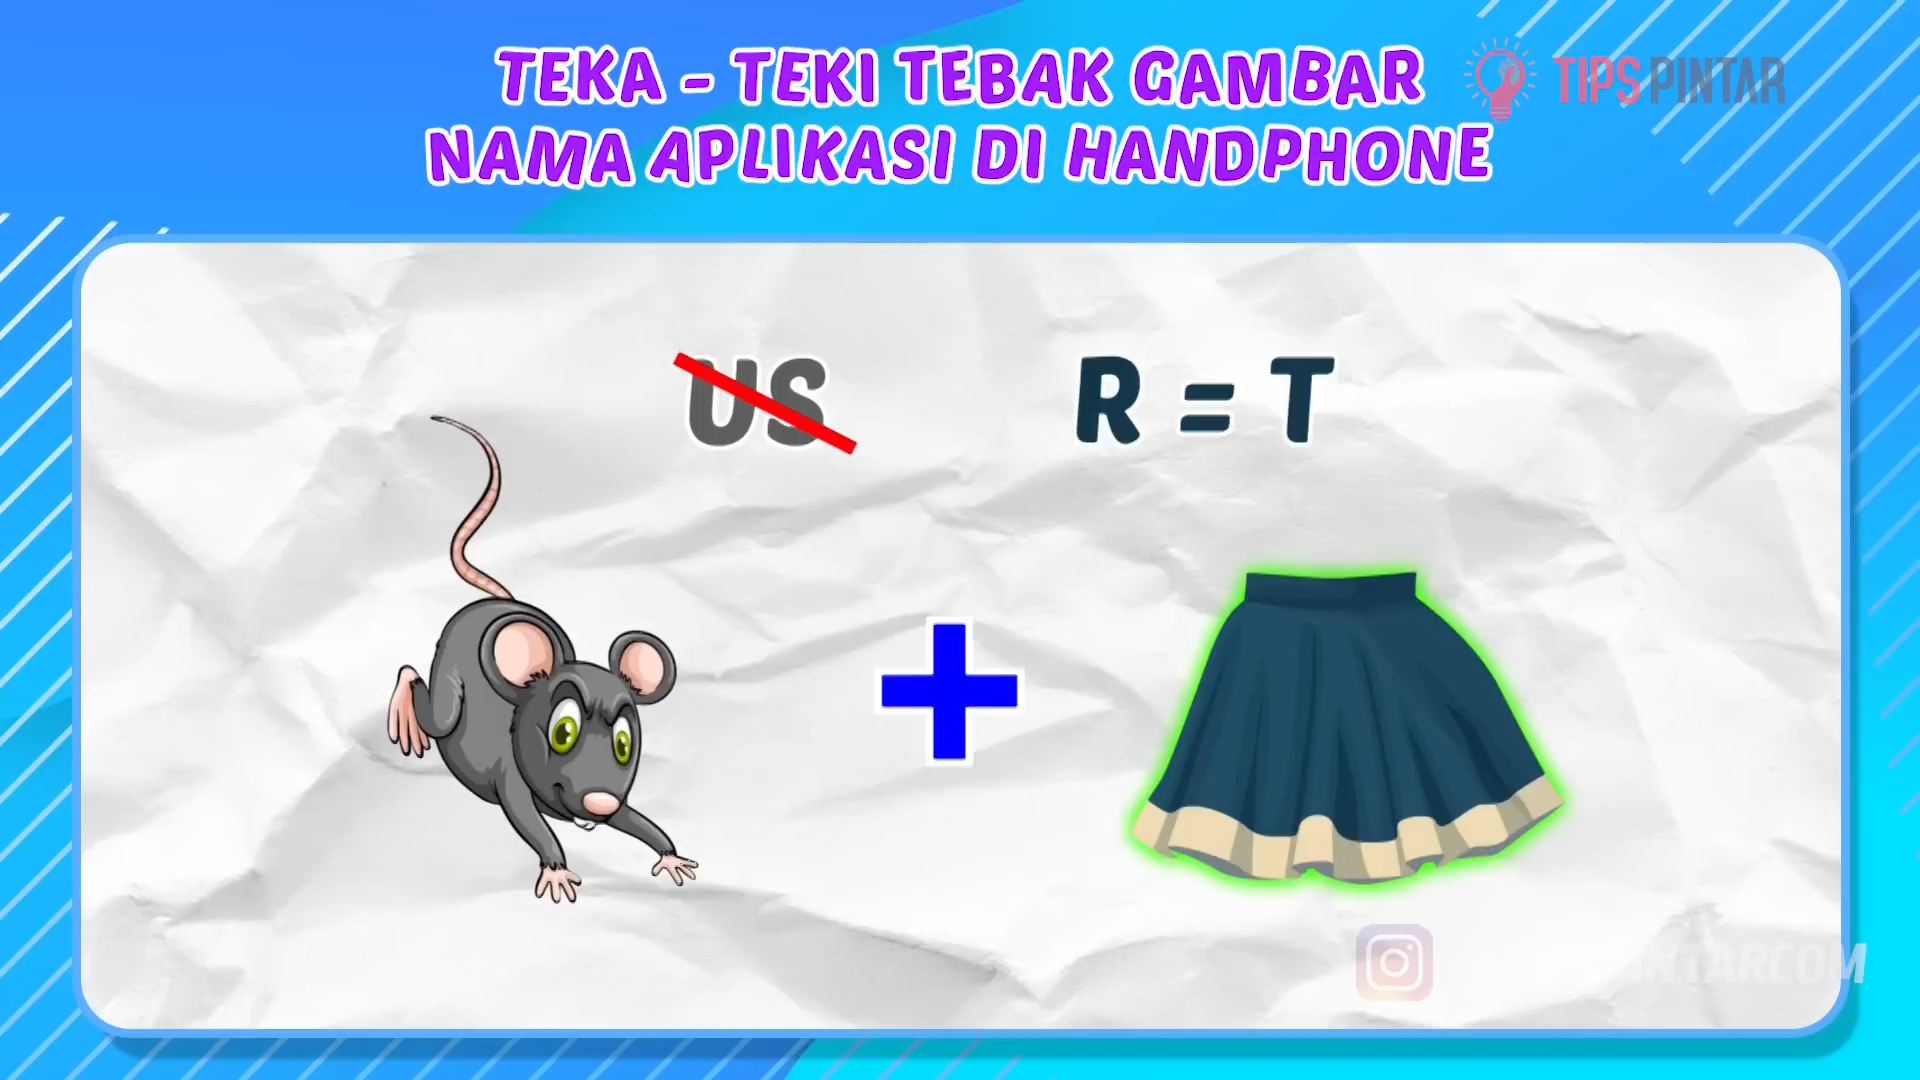 TEKA - TEKI TEBAK GAMBAR
NAMA APLIKASI DI HANDPHONE
TIPS PINTAR
US
R = T